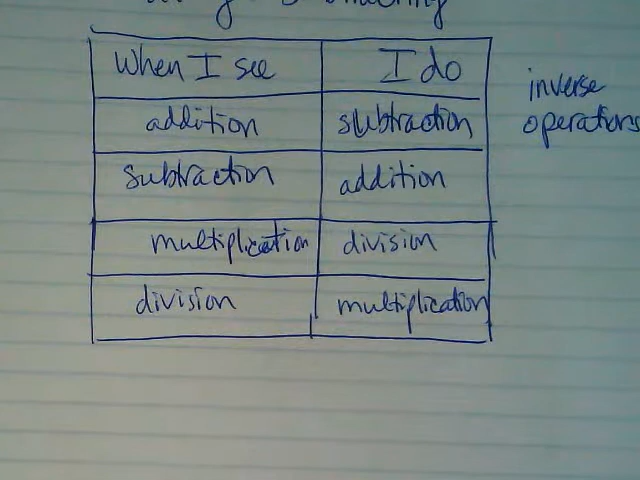 When I see I do
inverse
addition subtraction
operations
subtraction addition
multiplication division
division multiplication